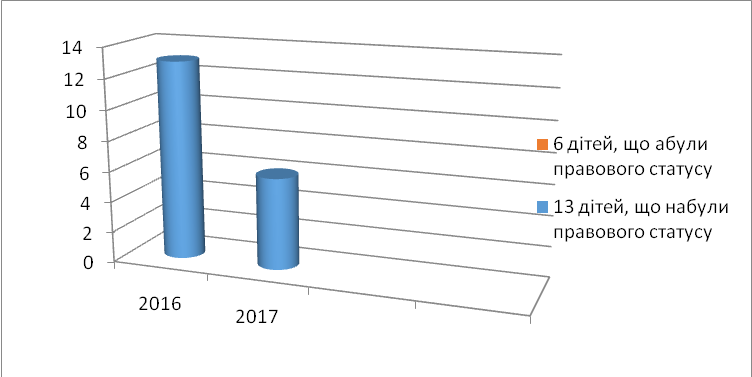 14
12
10
8
6
4
2
0
2016
2017
6 дітей, що абули
правового статусу
13 дітей, що набули
правового статусу